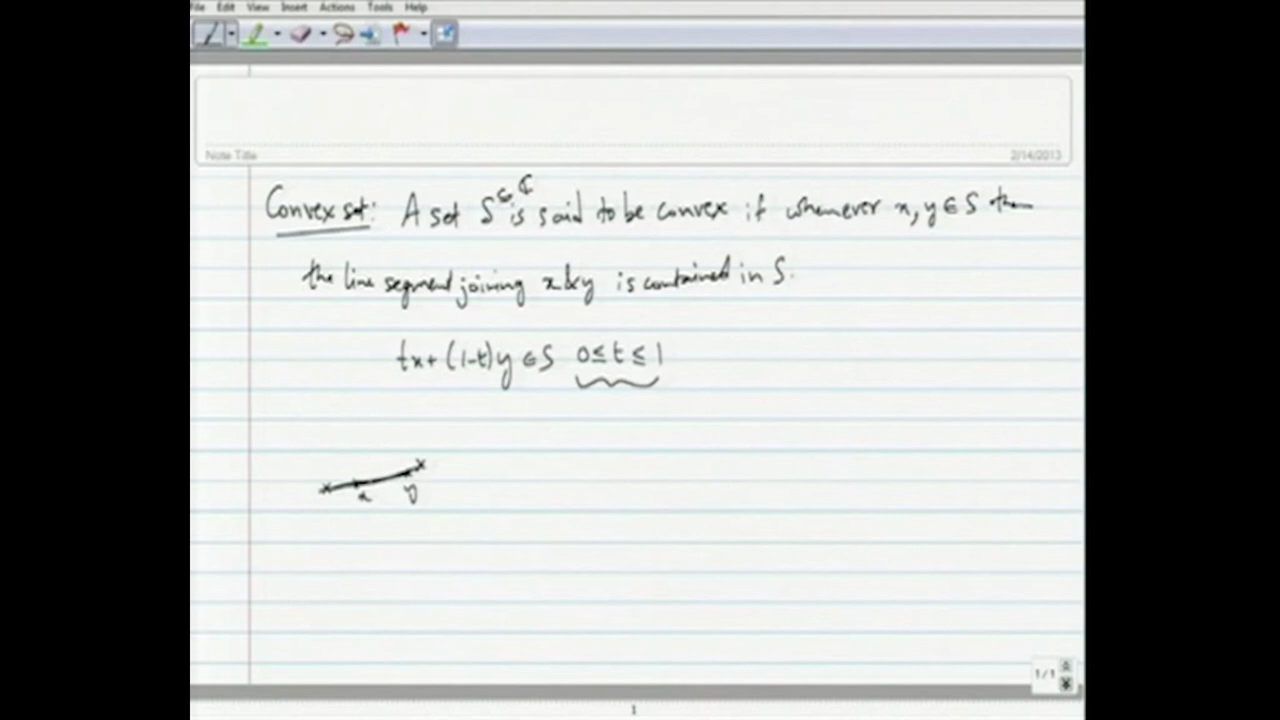 File Edit View Insert Actions Tools Help
Note Title
2/14/2013
Convex set: A set S ⊆ ℂ is said to be convex if whenever x, y ∈ S then
the line segment joining x & y is contained in S.
tx + (1-t)y ∈ S 0 ≤ t ≤ 1
x y
1/1
1